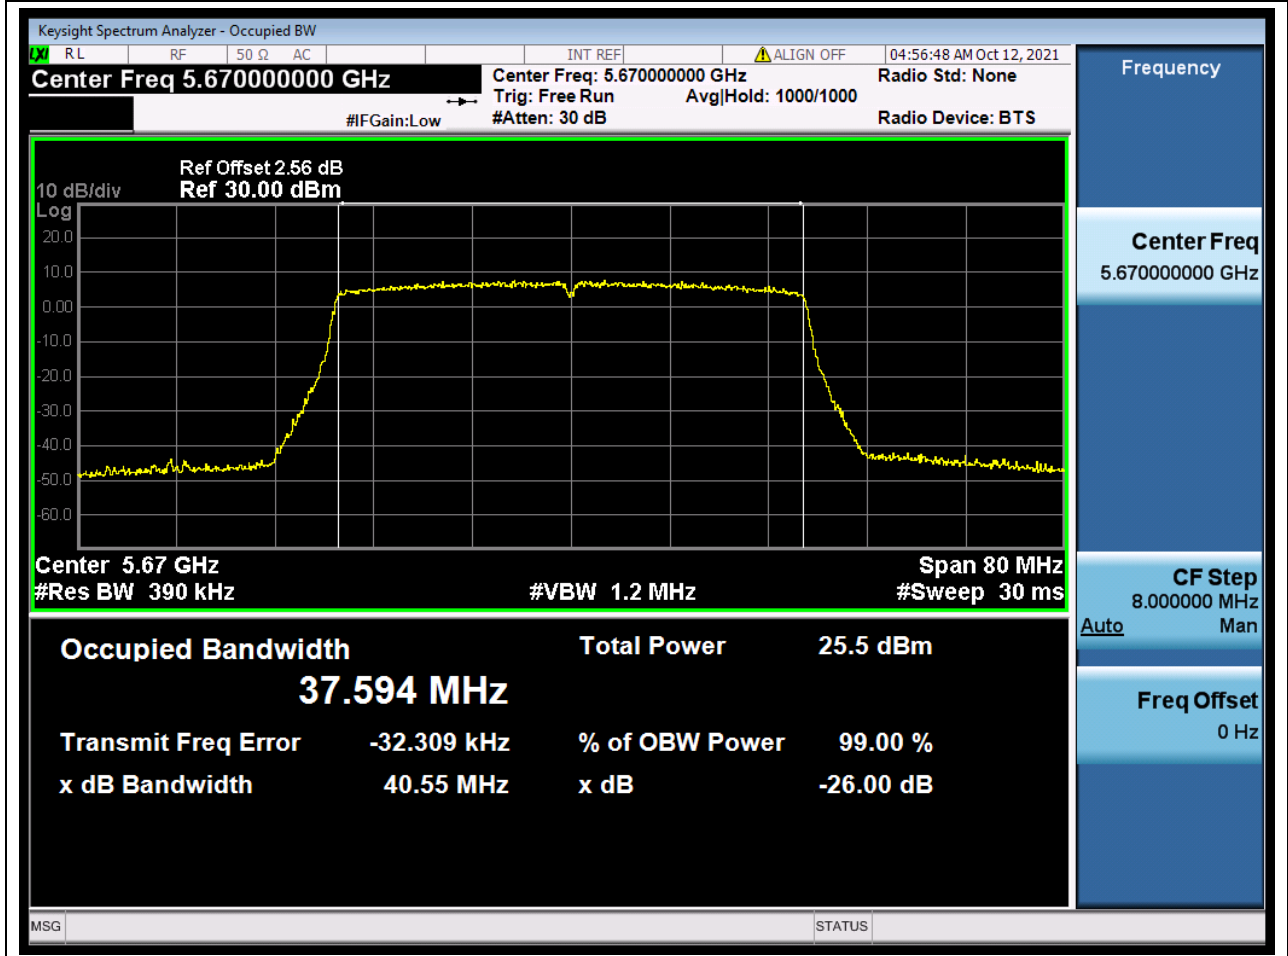 Keysight Spectrum Analyzer - Occupied BW
LXI RL RF 50 Ω AC INT REF ALIGN OFF 04:56:48 AM Oct 12, 2021
Center Freq 5.670000000 GHz
Center Freq: 5.670000000 GHz
Radio Std: None
Trig: Free Run Avg|Hold: 1000/1000
#IFGain:Low
#Atten: 30 dB
Radio Device: BTS
Ref Offset 2.56 dB
10 dB/div Ref 30.00 dBm
Log
20.0
10.0
0.00
-10.0
-20.0
-30.0
-40.0
-50.0
-60.0
Center 5.67 GHz Span 80 MHz
#Res BW 390 kHz #VBW 1.2 MHz #Sweep 30 ms
Occupied Bandwidth Total Power 25.5 dBm
37.594 MHz
Transmit Freq Error -32.309 kHz % of OBW Power 99.00 %
x dB Bandwidth 40.55 MHz x dB -26.00 dB
MSG STATUS
Frequency
Center Freq
5.670000000 GHz
CF Step
8.000000 MHz
Auto Man
Freq Offset
0 Hz